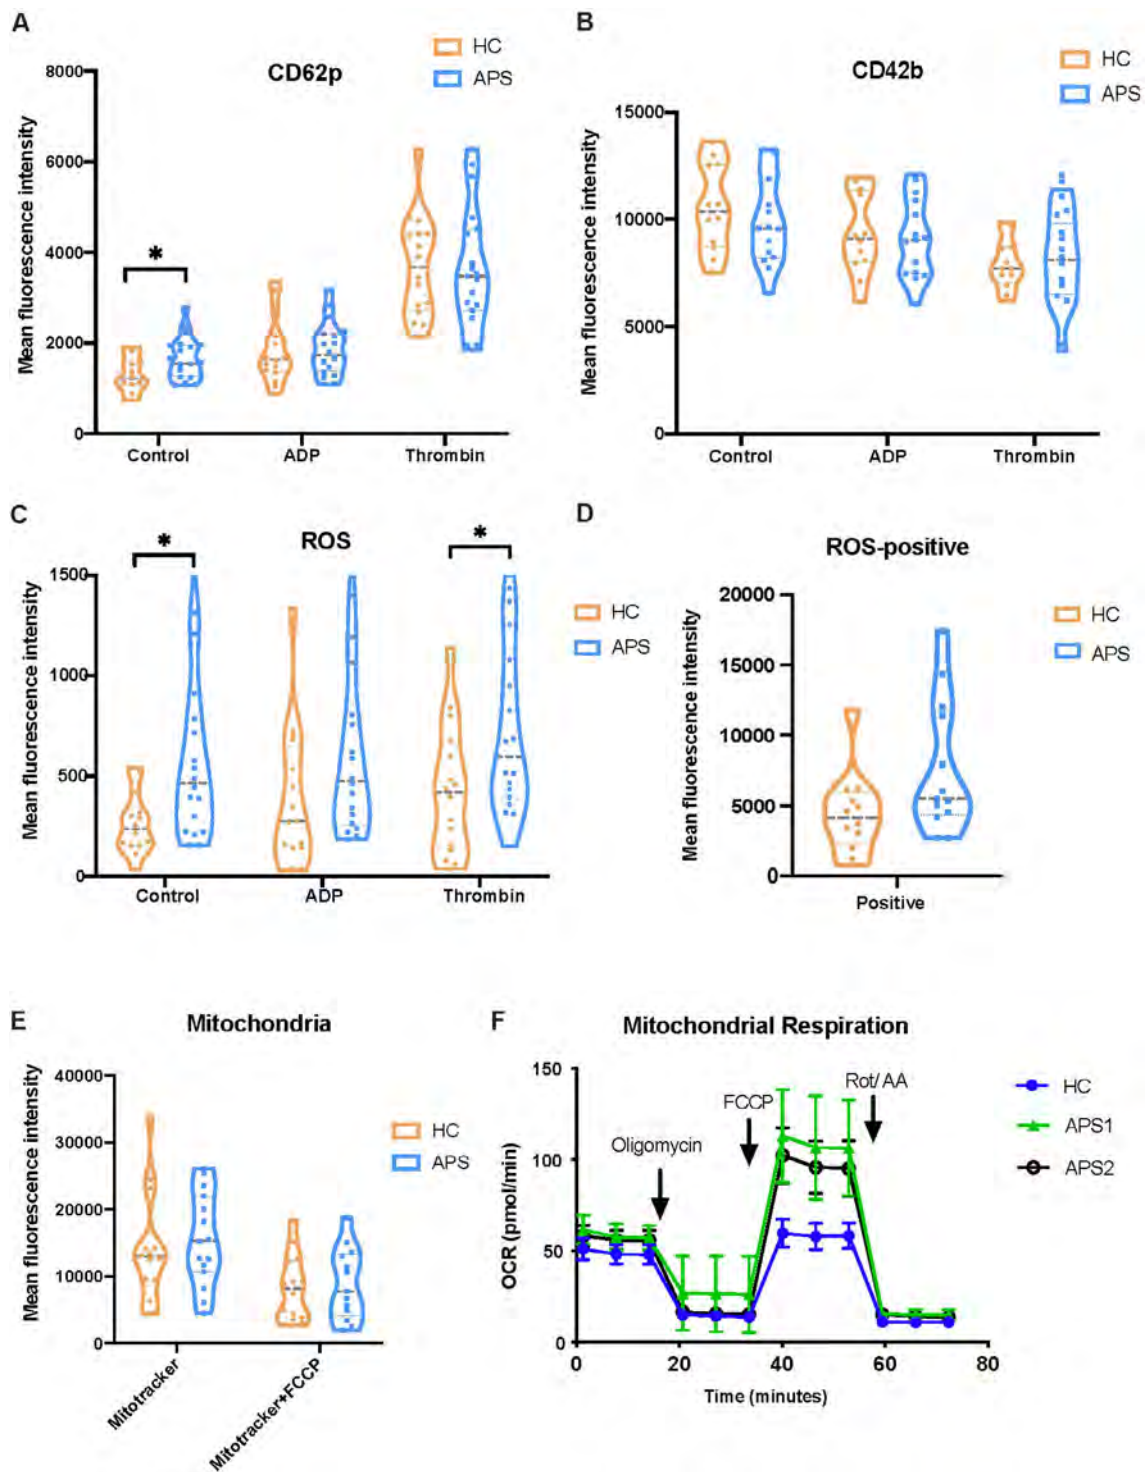 A
CD62p
HC
APS
Mean fluorescence intensity
8000
6000
4000
2000
0
*
Control
ADP
Thrombin
B
CD42b
HC
APS
Mean fluorescence intensity
15000
10000
5000
0
Control
ADP
Thrombin
C
ROS
HC
APS
Mean fluorescence intensity
1500
1000
500
0
*
*
Control
ADP
Thrombin
D
ROS-positive
HC
APS
Mean fluorescence intensity
20000
15000
10000
5000
0
Positive
E
Mitochondria
HC
APS
Mean fluorescence intensity
40000
30000
20000
10000
0
Mitotracker
Mitotracker+FCCP
F
Mitochondrial Respiration
HC
APS1
APS2
OCR (pmol/min)
150
100
50
0
Oligomycin
FCCP
Rot/AA
0
20
40
60
80
Time (minutes)